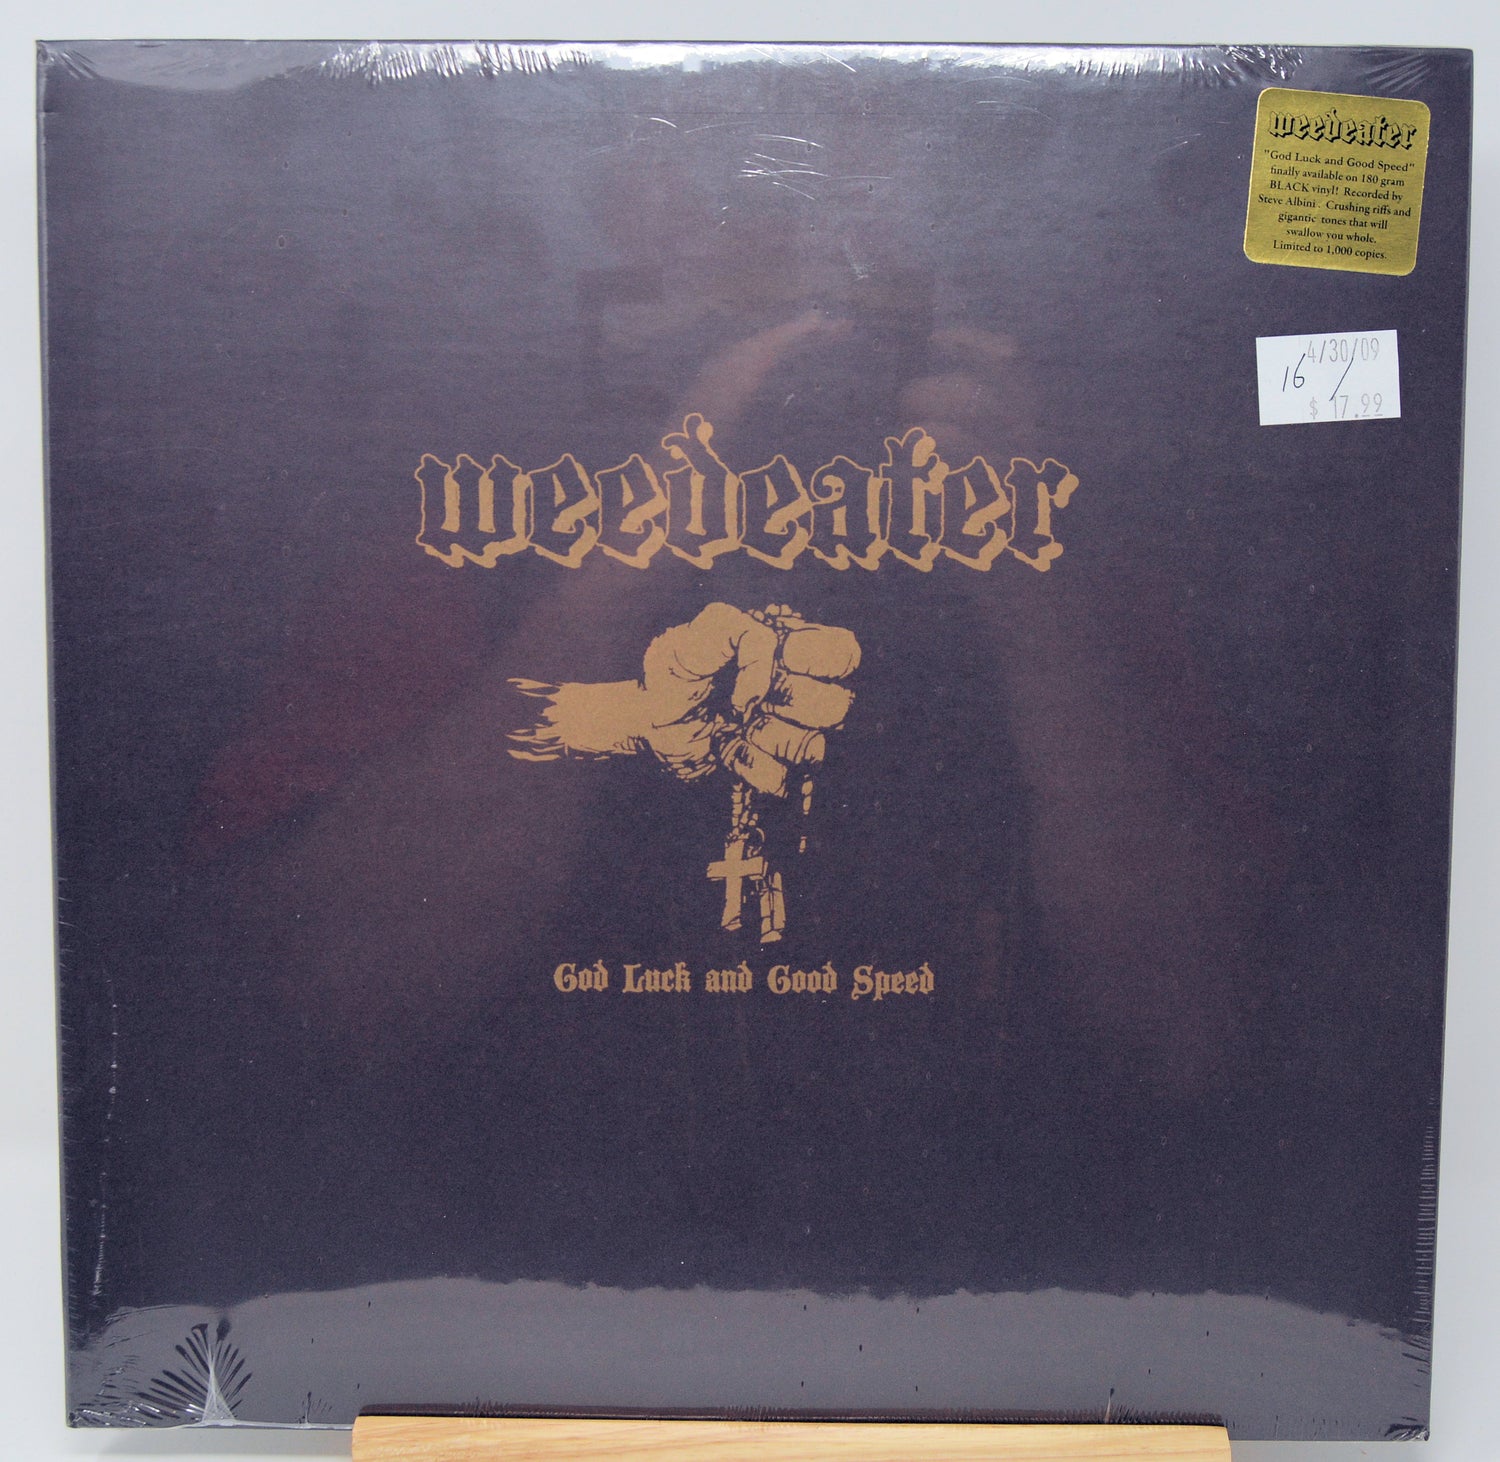 weedeater
"God Luck and Good Speed"
finally available on 180 gram
BLACK vinyl! Recorded by
Steve Albini. Crushing riffs and
gigantic tones that will
swallow you whole.
Limited to 1,000 copies.
4/30/09
16/
$ 17.99
weedeater
God Luck and Good Speed